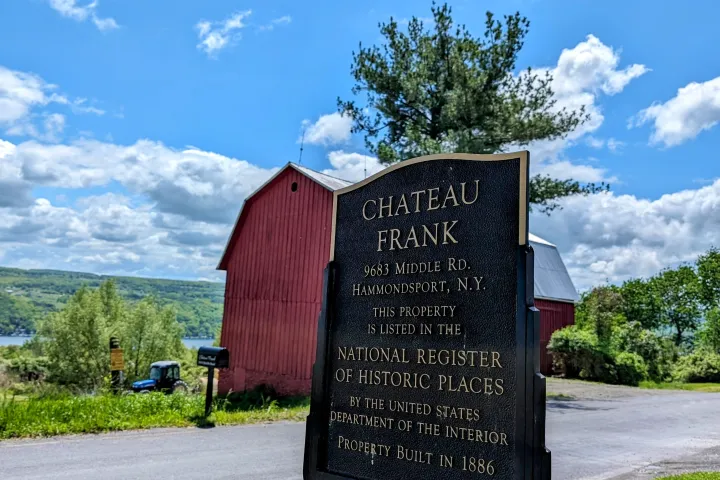 CHATEAU
FRANK
9683 MIDDLE RD.
HAMMONDSPORT, N.Y.
THIS PROPERTY
IS LISTED IN THE
NATIONAL REGISTER
OF HISTORIC PLACES
BY THE UNITED STATES
DEPARTMENT OF THE INTERIOR
PROPERTY BUILT IN 1886